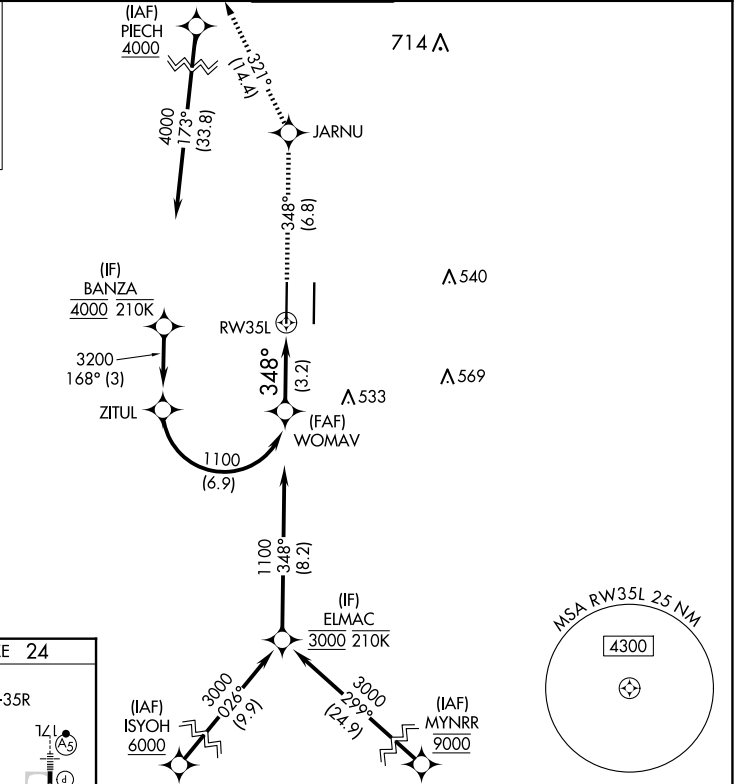 (IAF)
PIECH
4000
714
321°
(14.4)
4000
173°
(33.8)
JARNU
348°
(6.8)
(IF)
BANZA
4000 210K
540
RW35L
3200
168° (3)
348°
(3.2)
569
533
ZITUL
(FAF)
WOMAV
1100
(6.9)
1100
348°
(8.2)
(IF)
ELMAC
3000 210K
MSA RW35L 25 NM
4300
E 24
3000
026°
(9.9)
3000
299°
(24.9)
-35R
(IAF)
ISYOH
6000
(IAF)
MYNRR
9000
17L
A5
P